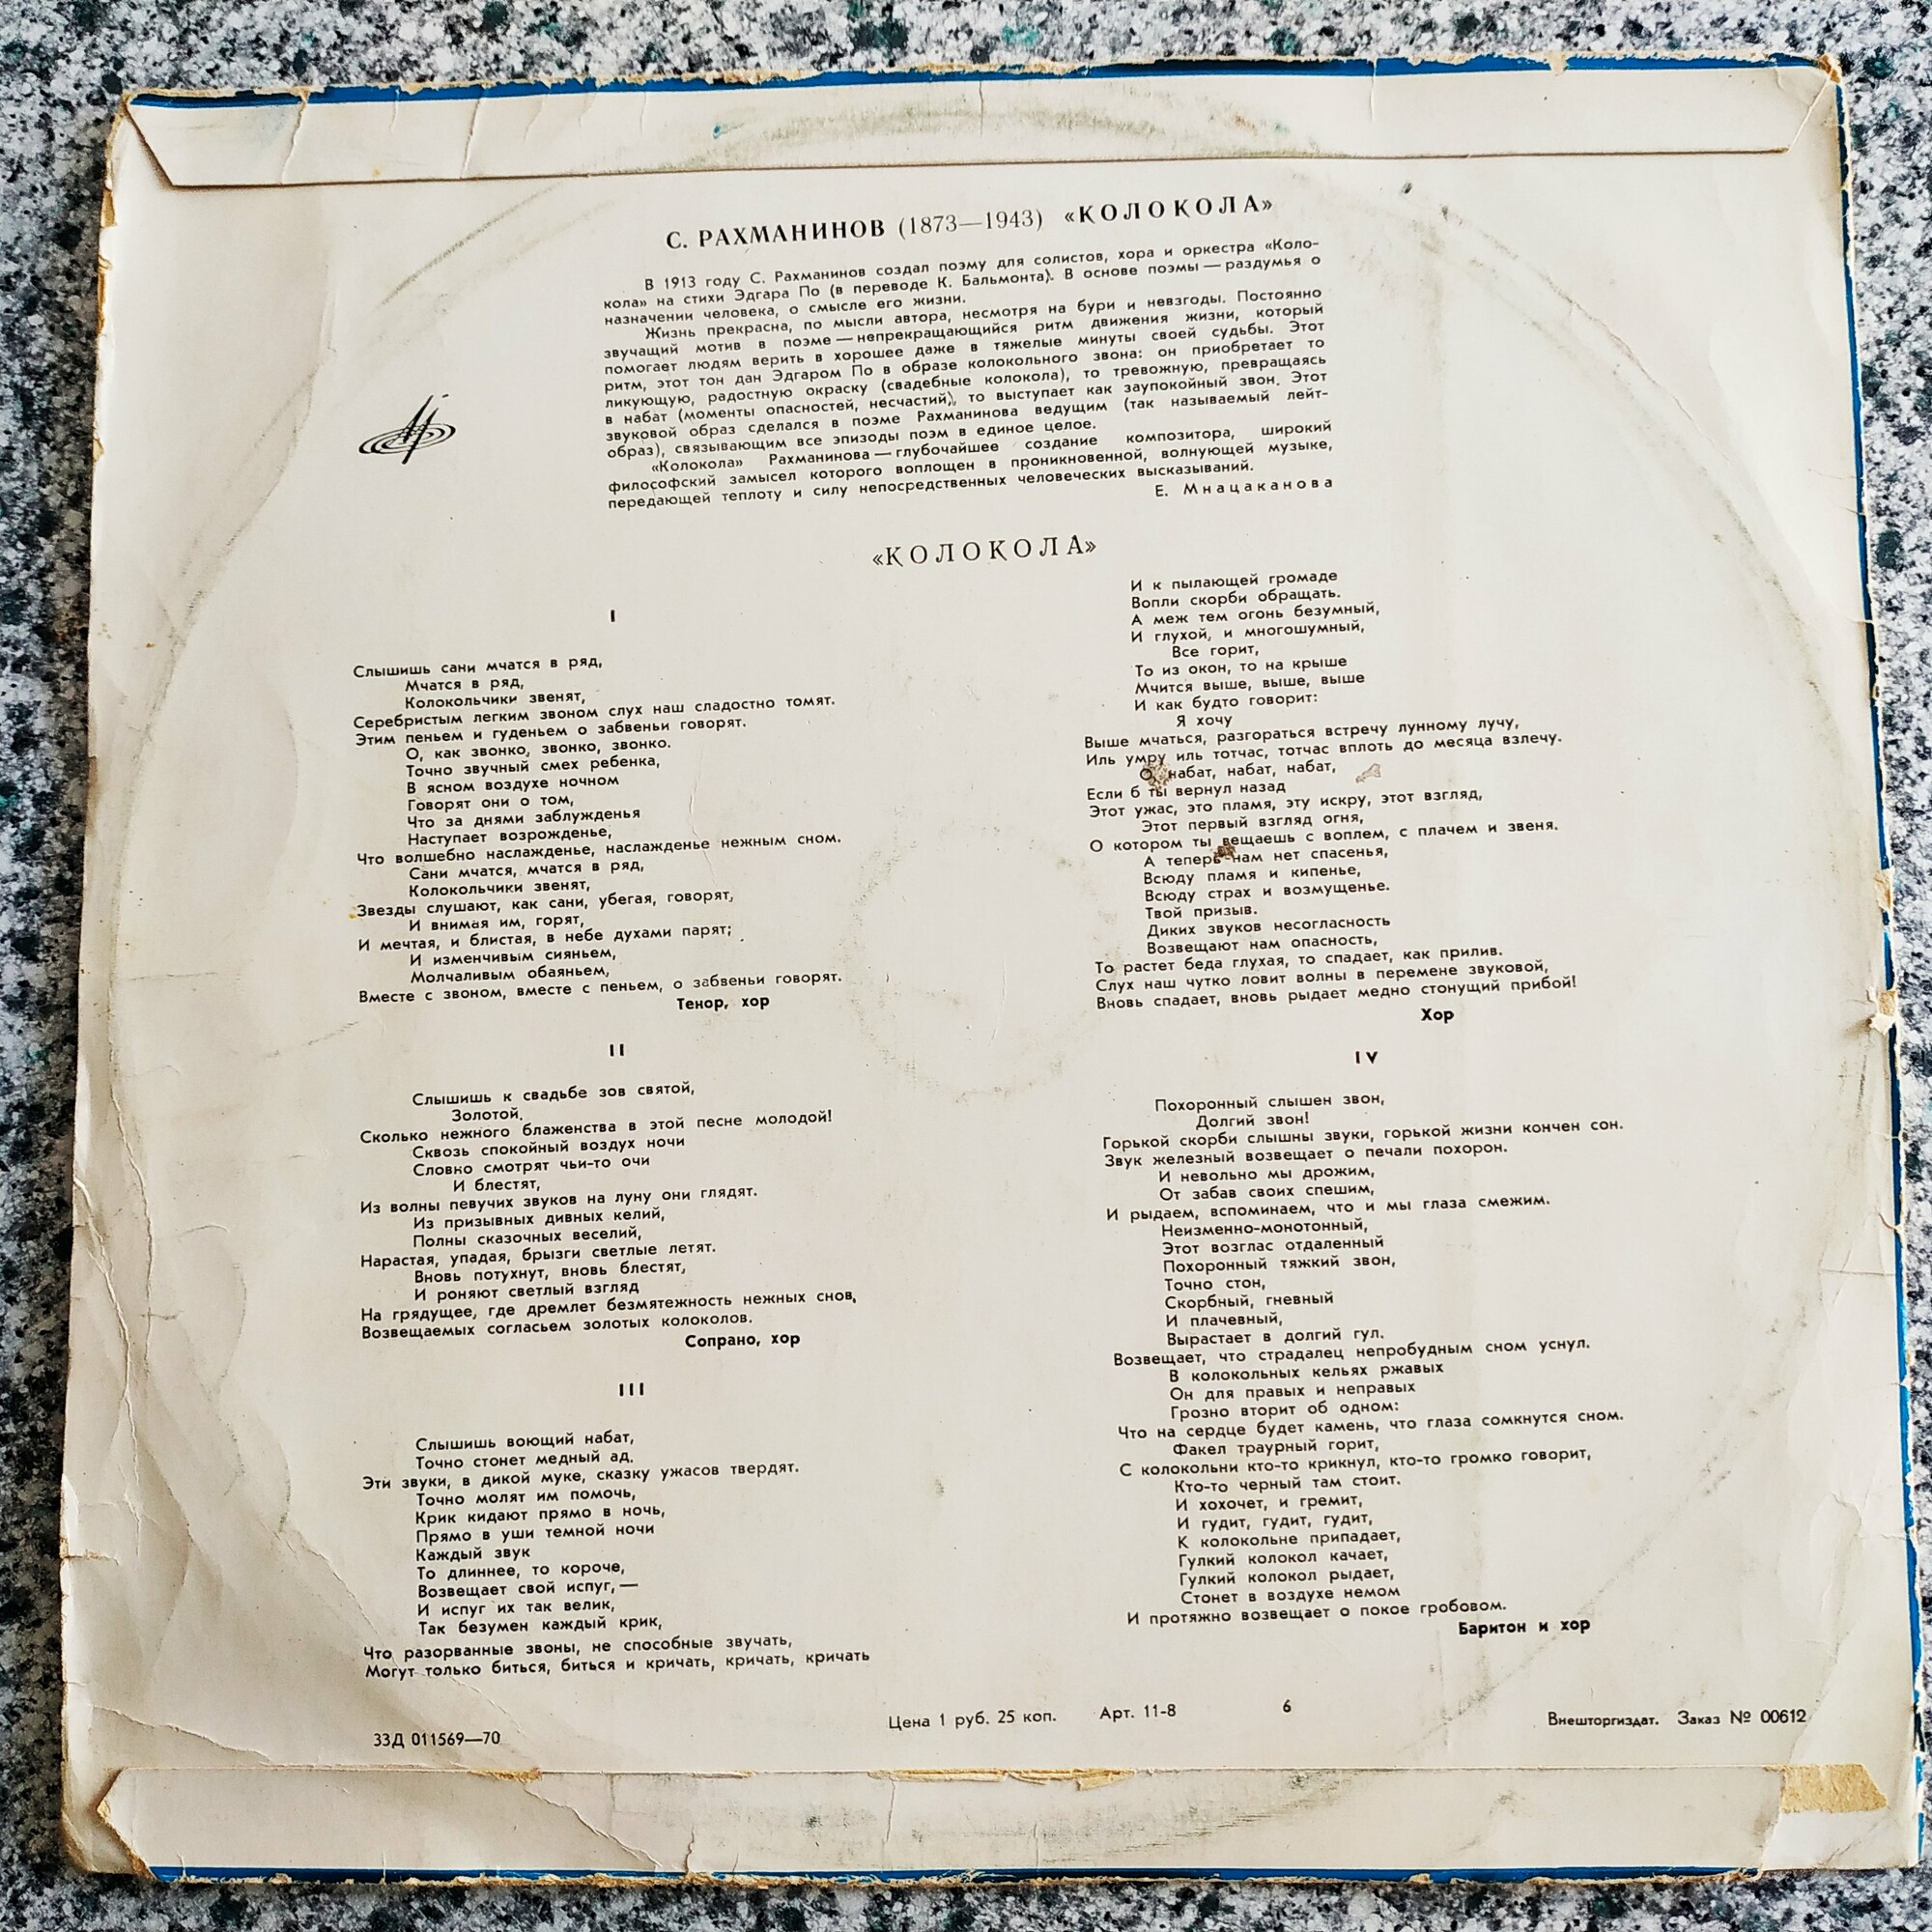 С. РАХМАНИНОВ (1873—1943) «КОЛОКОЛА»
В 1913 году С. Рахманинов создал поэму для солистов, хора и оркестра «Коло-
кола» на стихи Эдгара По (в переводе К. Бальмонта). В основе поэмы — раздумья о
назначении человека, о смысле его жизни.
Жизнь прекрасна, по мысли автора, несмотря на бури и невзгоды. Постоянно
звучащий мотив в поэме — непрекращающийся ритм движения жизни, который
помогает людям верить в хорошее даже в тяжелые минуты своей судьбы. Этот
ритм, этот тон дан Эдгаром По в образе колокольного звона: он приобретает то
ликующую, радостную окраску (свадебные колокола), то тревожную, превращаясь
в набат (моменты опасностей, несчастий), то выступает как заупокойный звон. Этот
звуковой образ сделался в поэме Рахманинова ведущим (так называемый лейт-
образ), связывающим все эпизоды поэм в единое целое.
«Колокола» Рахманинова — глубочайшее создание композитора, широкий
философский замысел которого воплощен в проникновенной, волнующей музыке,
передающей теплоту и силу непосредственных человеческих высказываний.
Е. Мнацаканова
«КОЛОКОЛА»
I
Слышишь сани мчатся в ряд,
Мчатся в ряд,
Колокольчики звенят,
Серебристым легким звоном слух наш сладостно томят.
Этим пеньем и гуденьем о забвеньи говорят.
О, как звонко, звонко, звонко.
Точно звучный смех ребенка,
В ясном воздухе ночном
Говорят они о том,
Что за днями заблужденья
Наступает возрожденье,
Что волшебно наслажденье, наслажденье нежным сном.
Сани мчатся, мчатся в ряд,
Колокольчики звенят,
Звезды слушают, как сани, убегая, говорят,
И внимая им, горят,
И мечтая, и блистая, в небе духами парят;
И изменчивым сияньем,
Молчаливым обаяньем,
Вместе с звоном, вместе с пеньем, о забвеньи говорят.
Тенор, хор
II
Слышишь к свадьбе зов святой,
Золотой.
Сколько нежного блаженства в этой песне молодой!
Сквозь спокойный воздух ночи
Словно смотрят чьи-то очи
И блестят,
Из волны певучих звуков на луну они глядят.
Из призывных дивных келий,
Полны сказочных веселий,
Нарастая, упадая, брызги светлые летят.
Вновь потухнут, вновь блестят,
И роняют светлый взгляд
На грядущее, где дремлет безмятежность нежных снов,
Возвещаемых согласьем золотых колоколов.
Сопрано, хор
III
Слышишь воющий набат,
Точно стонет медный ад.
Эти звуки, в дикой муке, сказку ужасов твердят.
Точно молят им помочь,
Крик кидают прямо в ночь,
Прямо в уши темной ночи
Каждый звук
То длиннее, то короче,
Возвещает свой испуг, —
И испуг их так велик,
Так безумен каждый крик,
Что разорванные звоны, не способные звучать,
Могут только биться, биться и кричать, кричать, кричать
И к пылающей громаде
Вопли скорби обращать.
А меж тем огонь безумный,
И глухой, и многошумный,
Все горит,
То из окон, то на крыше
Мчится выше, выше, выше
И как будто говорит:
Я хочу
Выше мчаться, разгораться встречу лунному лучу,
Иль умру иль тотчас, тотчас вплоть до месяца взлечу.
О, набат, набат, набат,
Если б ты вернул назад
Этот ужас, это пламя, эту искру, этот взгляд,
Этот первый взгляд огня,
О котором ты вещаешь с воплем, с плачем и звеня.
А теперь нам нет спасенья,
Всюду пламя и кипенье,
Всюду страх и возмущенье.
Твой призыв.
Диких звуков несогласность
Возвещают нам опасность,
То растет беда глухая, то спадает, как прилив.
Слух наш чутко ловит волны в перемене звуковой,
Вновь спадает, вновь рыдает медно стонущий прибой!
Хор
IV
Похоронный слышен звон,
Долгий звон!
Горькой скорби слышны звуки, горькой жизни кончен сон.
Звук железный возвещает о печали похорон.
И невольно мы дрожим,
От забав своих спешим,
И рыдаем, вспоминаем, что и мы глаза смежим.
Неизменно-монотонный,
Этот возглас отдаленный
Похоронный тяжкий звон,
Точно стон,
Скорбный, гневный
И плачевный,
Вырастает в долгий гул.
Возвещает, что страдалец непробудным сном уснул.
В колокольных кельях ржавых
Он для правых и неправых
Грозно вторит об одном:
Что на сердце будет камень, что глаза сомкнутся сном.
Факел траурный горит,
С колокольни кто-то крикнул, кто-то громко говорит,
Кто-то черный там стоит.
И хохочет, и гремит,
И гудит, гудит, гудит,
К колокольне припадает,
Гулкий колокол качает,
Гулкий колокол рыдает,
Стонет в воздухе немом
И протяжно возвещает о покое гробовом.
Баритон и хор
33Д 011569—70
Цена 1 руб. 25 коп. Арт. 11-8
6
Внешторгиздат. Заказ № 00612